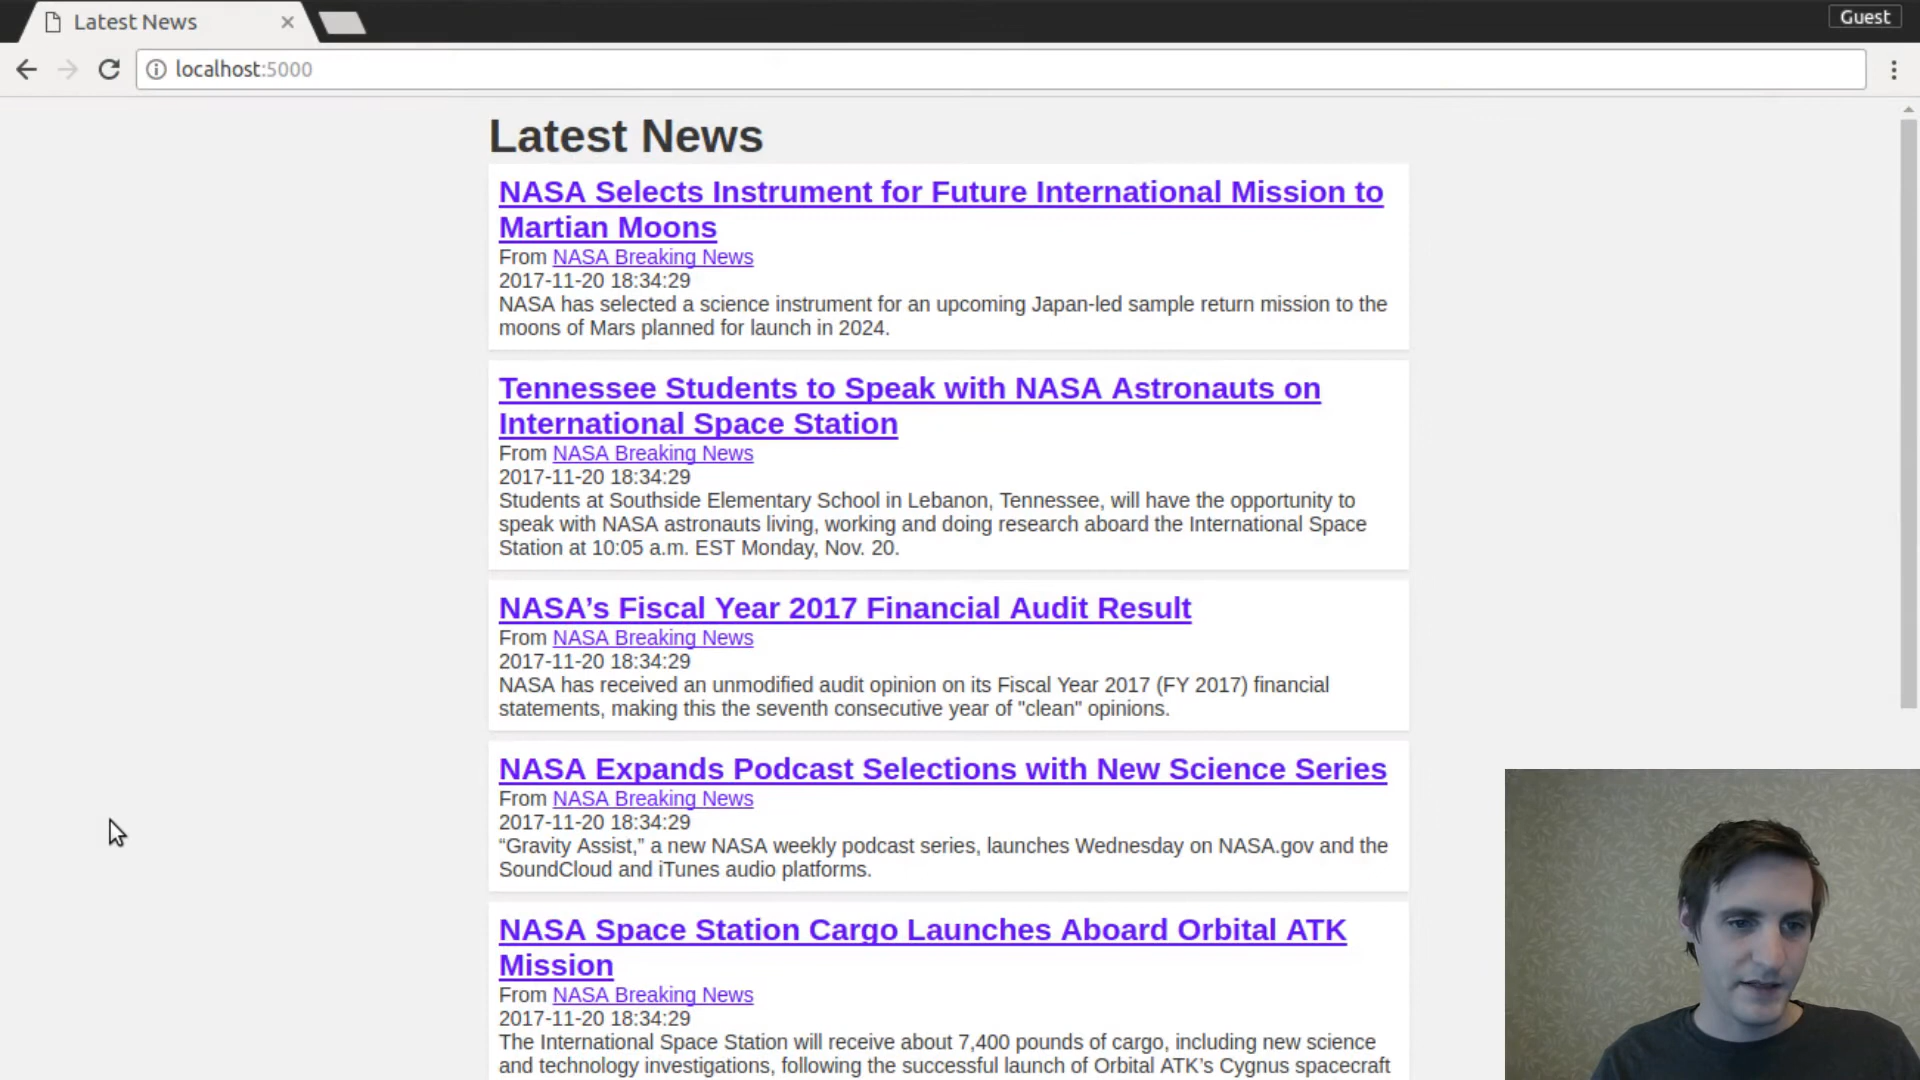 Latest News
Guest
localhost:5000
Latest News
NASA Selects Instrument for Future International Mission to
Martian Moons
From NASA Breaking News
2017-11-20 18:34:29
NASA has selected a science instrument for an upcoming Japan-led sample return mission to the
moons of Mars planned for launch in 2024.
Tennessee Students to Speak with NASA Astronauts on
International Space Station
From NASA Breaking News
2017-11-20 18:34:29
Students at Southside Elementary School in Lebanon, Tennessee, will have the opportunity to
speak with NASA astronauts living, working and doing research aboard the International Space
Station at 10:05 a.m. EST Monday, Nov. 20.
NASA’s Fiscal Year 2017 Financial Audit Result
From NASA Breaking News
2017-11-20 18:34:29
NASA has received an unmodified audit opinion on its Fiscal Year 2017 (FY 2017) financial
statements, making this the seventh consecutive year of "clean" opinions.
NASA Expands Podcast Selections with New Science Series
From NASA Breaking News
2017-11-20 18:34:29
“Gravity Assist,” a new NASA weekly podcast series, launches Wednesday on NASA.gov and the
SoundCloud and iTunes audio platforms.
NASA Space Station Cargo Launches Aboard Orbital ATK
Mission
From NASA Breaking News
2017-11-20 18:34:29
The International Space Station will receive about 7,400 pounds of cargo, including new science
and technology investigations, following the successful launch of Orbital ATK’s Cygnus spacecraft